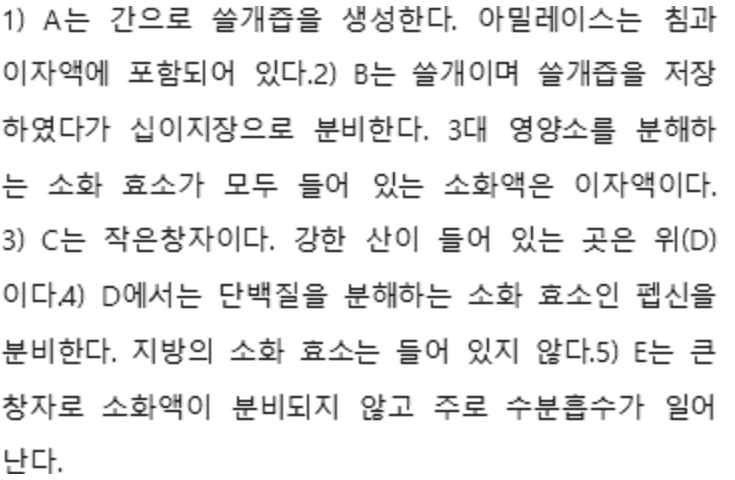 1) A는 간으로 쓸개즙을 생성한다. 아밀레이스는 침과
이자액에 포함되어 있다.2) B는 쓸개이며 쓸개즙을 저장
하였다가 십이지장으로 분비한다. 3대 영양소를 분해하
는 소화 효소가 모두 들어 있는 소화액은 이자액이다.
3) C는 작은창자이다. 강한 산이 들어 있는 곳은 위(D)
이다.4) D에서는 단백질을 분해하는 소화 효소인 펩신을
분비한다. 지방의 소화 효소는 들어 있지 않다.5) E는 큰
창자로 소화액이 분비되지 않고 주로 수분흡수가 일어
난다.